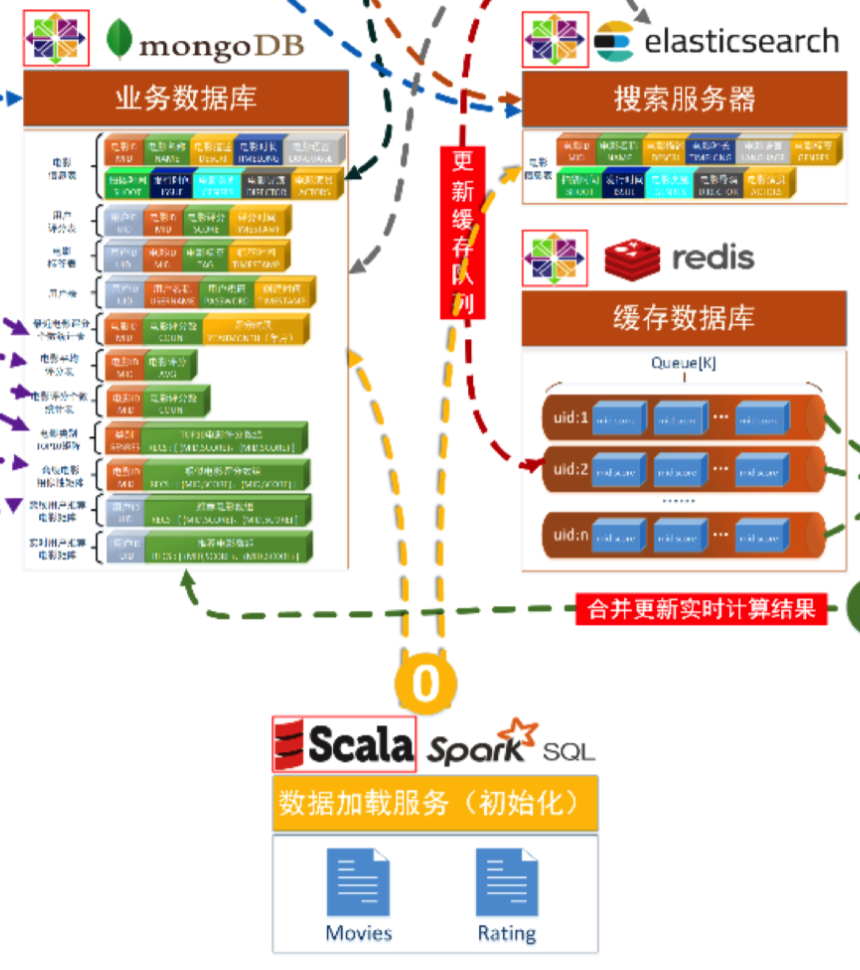 mongoDB
业务数据库
电影
信息表
电影ID
MID
电影名称
NAME
电影描述
DESCRI
电影时长
TIMELONG
电影语言
LANGUAGE
拍摄时间
SHOOT
发行时间
ISSUE
电影类别
GENRES
电影导演
DIRECTOR
电影演员
ACTORS
用户
评分表
用户ID
UID
电影ID
MID
电影评分
SCORE
评分时间
TIMESTAMP
电影
标签表
用户ID
UID
电影ID
MID
电影标签
TAG
标签时间
TIMESTAMP
用户表
用户ID
UID
用户名称
USERNAME
用户密码
PASSWORD
创建时间
TIMESTAMP
最近电影评分
个数统计表
电影ID
MID
电影评分数
COUNT
评分时段
YEARMONTH（年月）
电影平均
评分表
电影ID
MID
电影评分
AVG
电影评分个数
统计表
电影ID
MID
电影评分数
COUNT
电影类别
TOP10矩阵
类别
GENRES
TOP10电影评分数组
RECS：[{MID,SCORE}，{MID,SCORE}]
离线电影
相似性矩阵
电影ID
MID
相似电影评分数组
RECS：[{MID,SCORE}，{MID,SCORE}]
离线用户推荐
电影矩阵
用户ID
UID
推荐电影数组
RECS：[{MID,SCORE}，{MID,SCORE}]
实时用户推荐
电影矩阵
用户ID
UID
推荐电影数组
RECS：[{MID,SCORE}，{MID,SCORE}]
elasticsearch
搜索服务器
电影
信息表
电影ID
MID
电影名称
NAME
电影描述
DESCRI
电影时长
TIMELONG
电影语言
LANGUAGE
电影标签
GENRES
拍摄时间
SHOOT
发行时间
ISSUE
电影类别
GENRES
电影导演
DIRECTOR
电影演员
ACTORS
更新缓存队列
redis
缓存数据库
Queue[K]
uid:1
mid:score
mid:score
...
mid:score
uid:2
mid:score
mid:score
...
mid:score
......
uid:n
mid:score
mid:score
...
mid:score
合并更新实时计算结果
0
Scala
Spark SQL
数据加载服务（初始化）
Movies
Rating